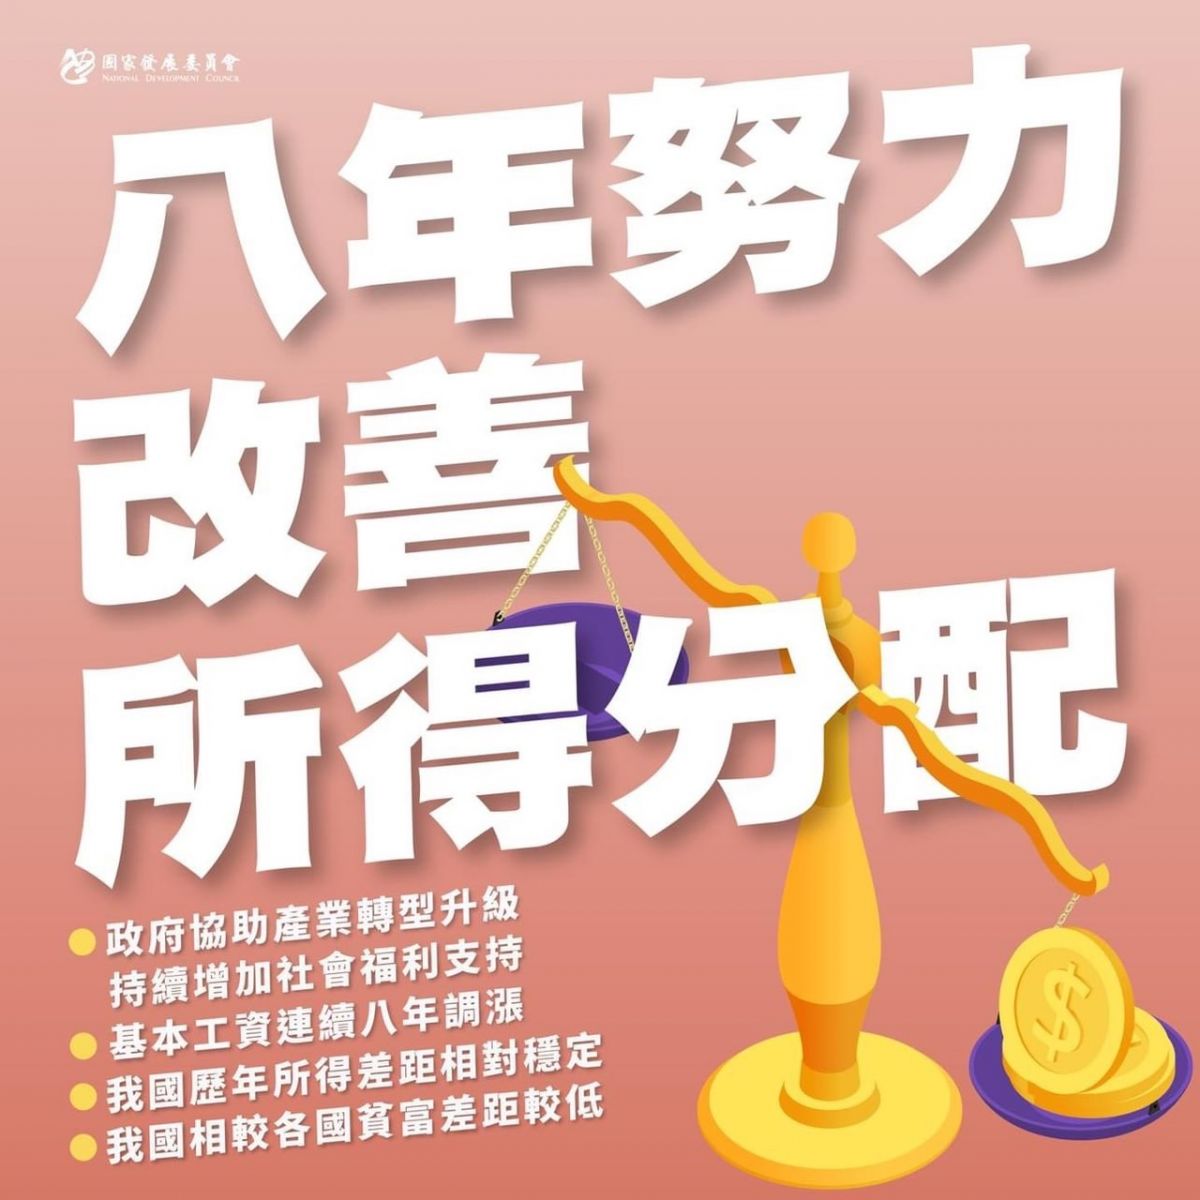 國家發展委員會
NATIONAL DEVELOPMENT COUNCIL
八年努力
改善
所得分配
政府協助產業轉型升級
持續增加社會福利支持
基本工資連續八年調漲
我國歷年所得差距相對穩定
我國相較各國貧富差距較低
$